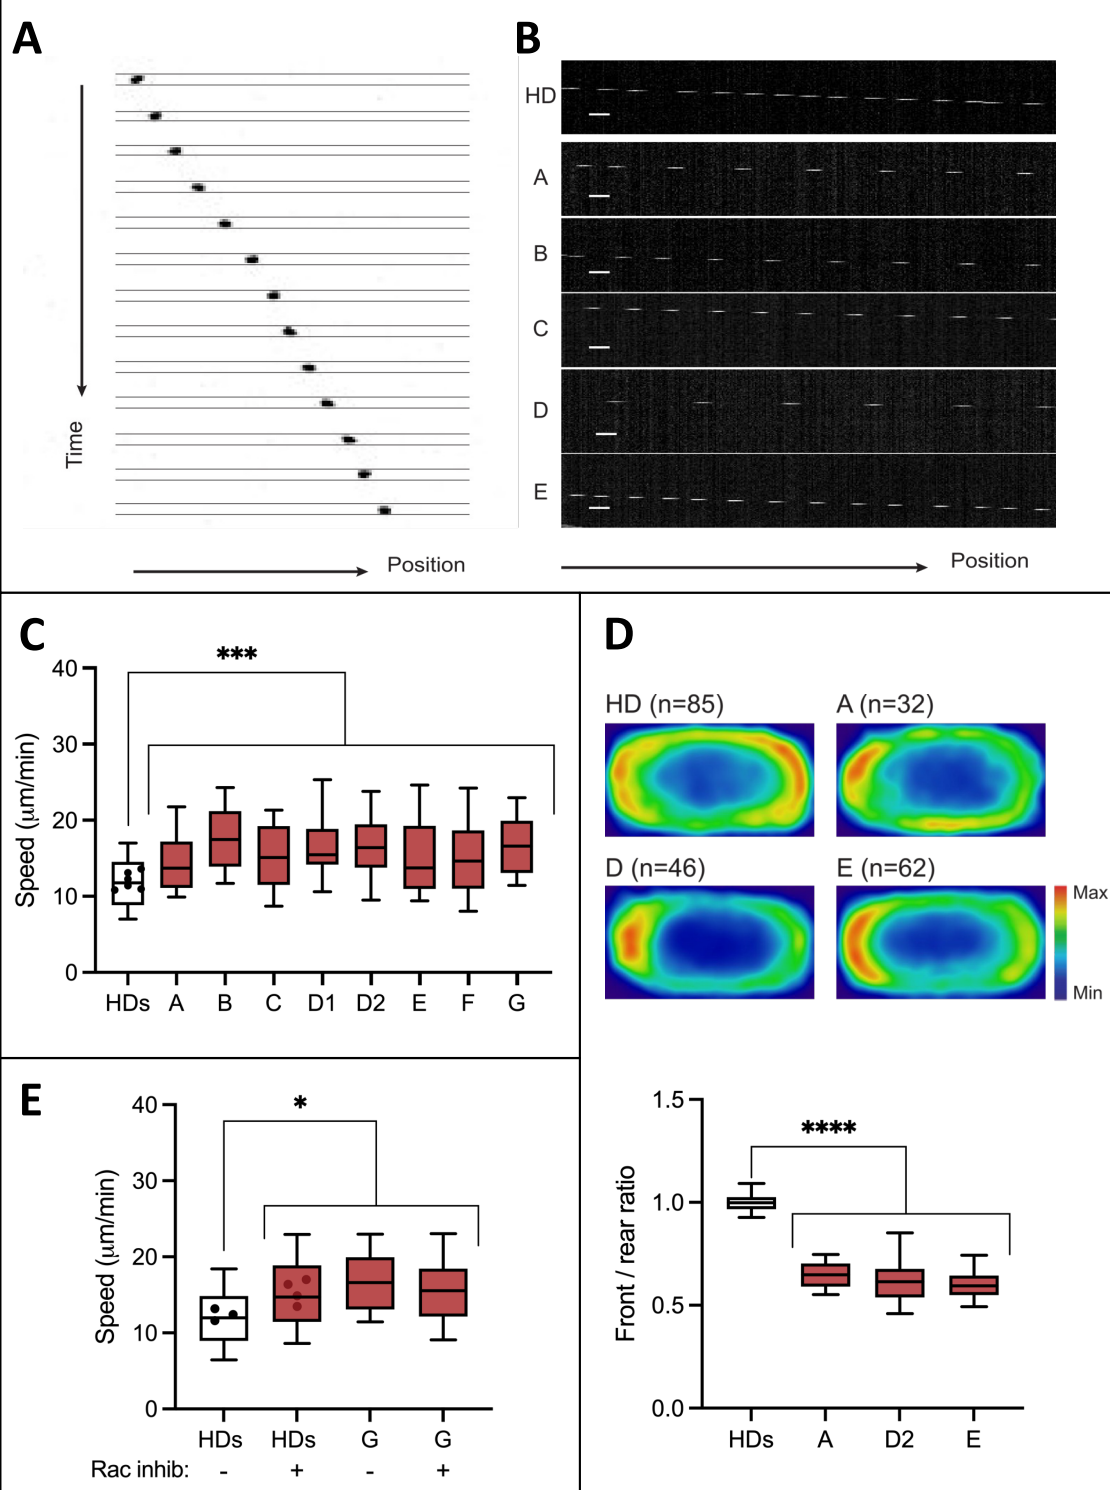 A
Time
Position
B
HD
A
B
C
D
E
Position
C
***
Speed (μm/min)
40
30
20
10
0
HDs A B C D1 D2 E F G
D
HD (n=85) A (n=32)
D (n=46) E (n=62)
Max
Min
****
Front / rear ratio
1.5
1.0
0.5
0.0
HDs A D2 E
E
*
Speed (μm/min)
40
30
20
10
0
HDs HDs G G
Rac inhib: - + - +